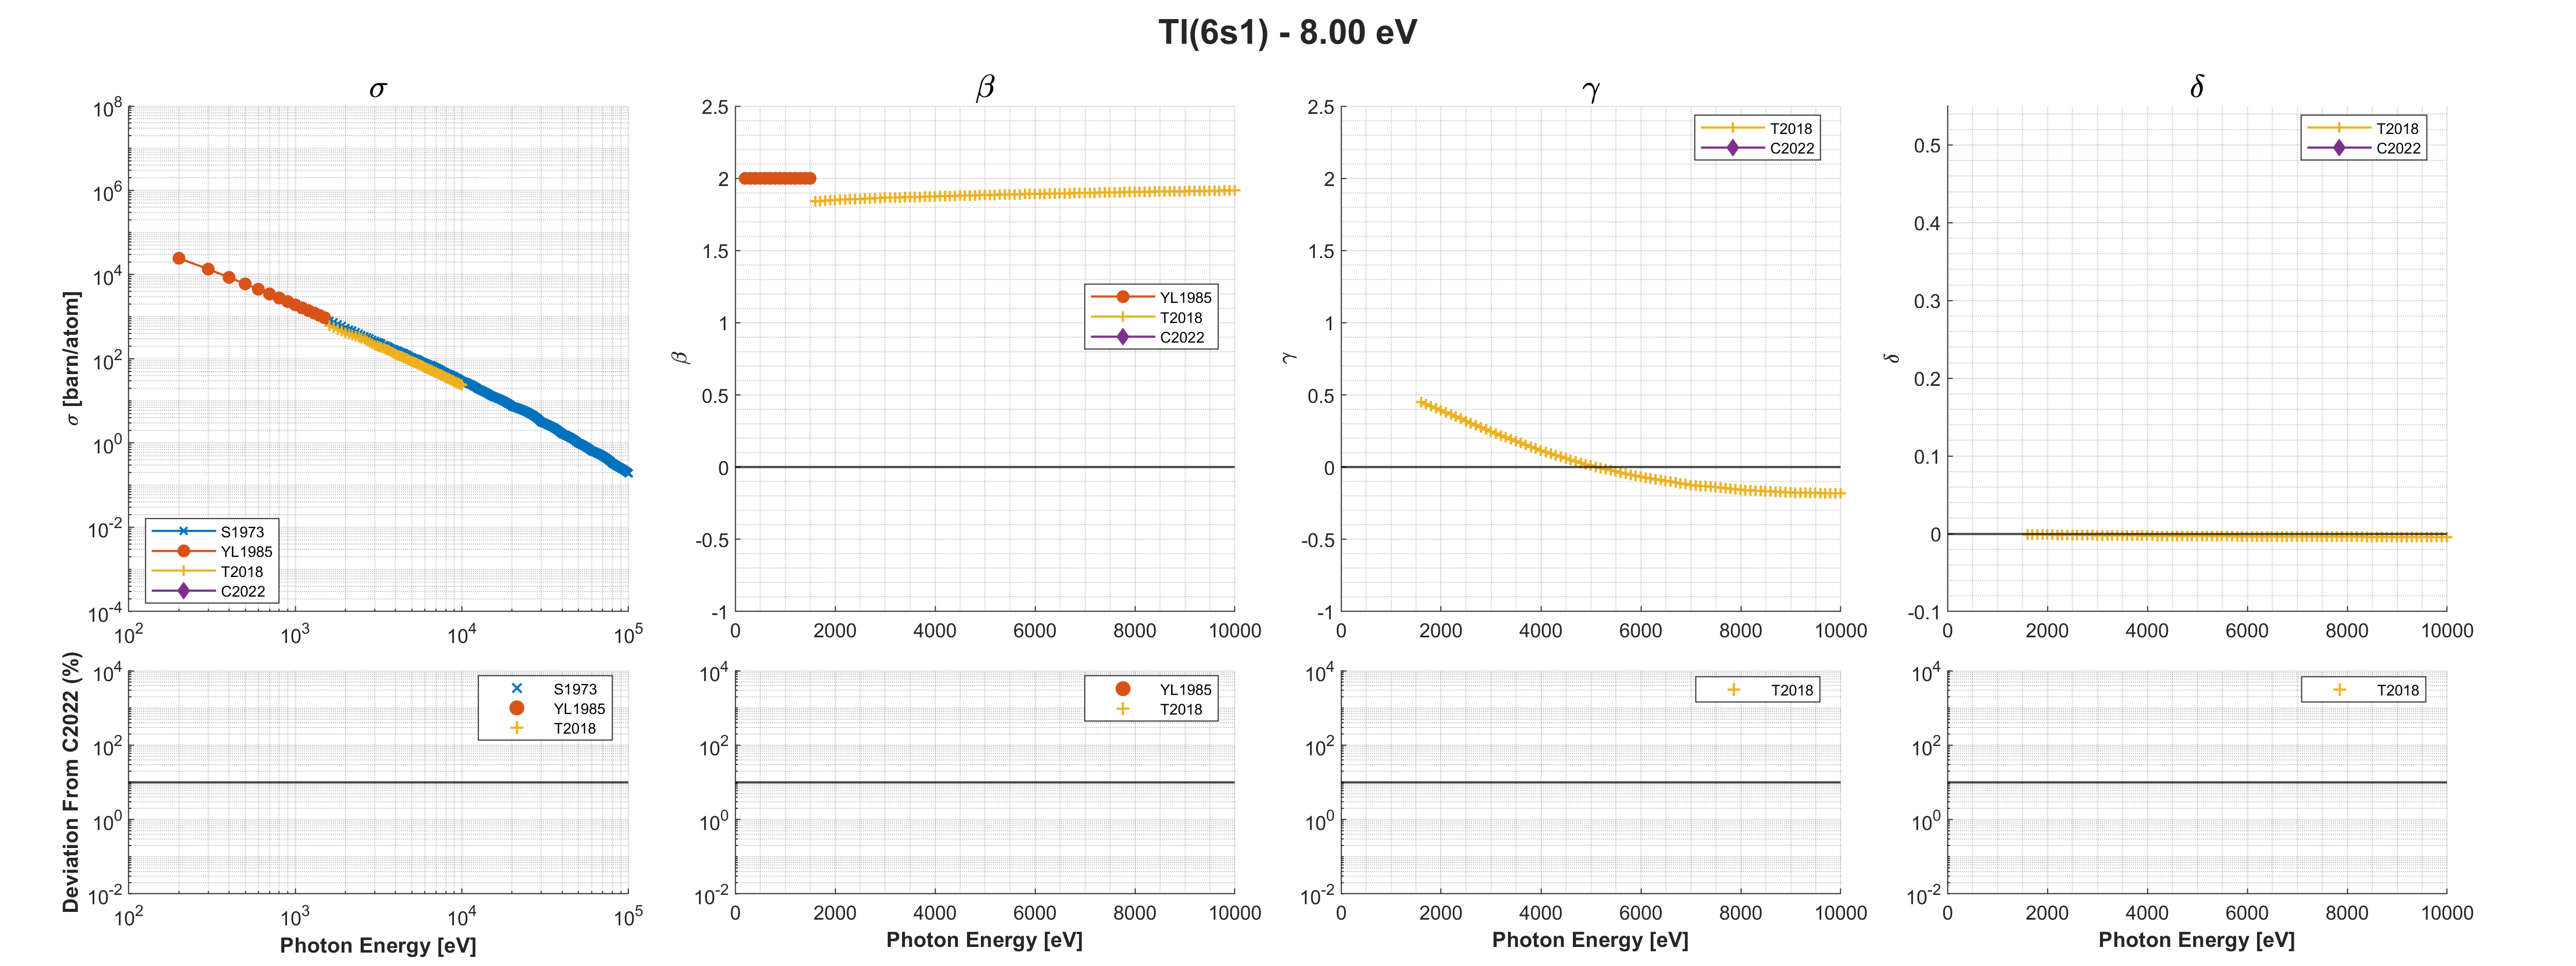 Tl(6s1) - 8.00 eV
σ
σ [barn/atom]
10^8
10^6
10^4
10^2
10^0
10^-2
10^-4
10^2 10^3 10^4 10^5
S1973
YL1985
T2018
C2022
β
β
2.5
2
1.5
1
0.5
0
-0.5
-1
0 2000 4000 6000 8000 10000
YL1985
T2018
C2022
γ
γ
2.5
2
1.5
1
0.5
0
-0.5
-1
0 2000 4000 6000 8000 10000
T2018
C2022
δ
δ
0.5
0.4
0.3
0.2
0.1
0
-0.1
0 2000 4000 6000 8000 10000
T2018
C2022
Deviation From C2022 (%)
10^4
10^2
10^0
10^-2
10^2 10^3 10^4 10^5
Photon Energy [eV]
S1973
YL1985
T2018
10^4
10^2
10^0
10^-2
0 2000 4000 6000 8000 10000
Photon Energy [eV]
YL1985
T2018
10^4
10^2
10^0
10^-2
0 2000 4000 6000 8000 10000
Photon Energy [eV]
T2018
10^4
10^2
10^0
10^-2
0 2000 4000 6000 8000 10000
Photon Energy [eV]
T2018